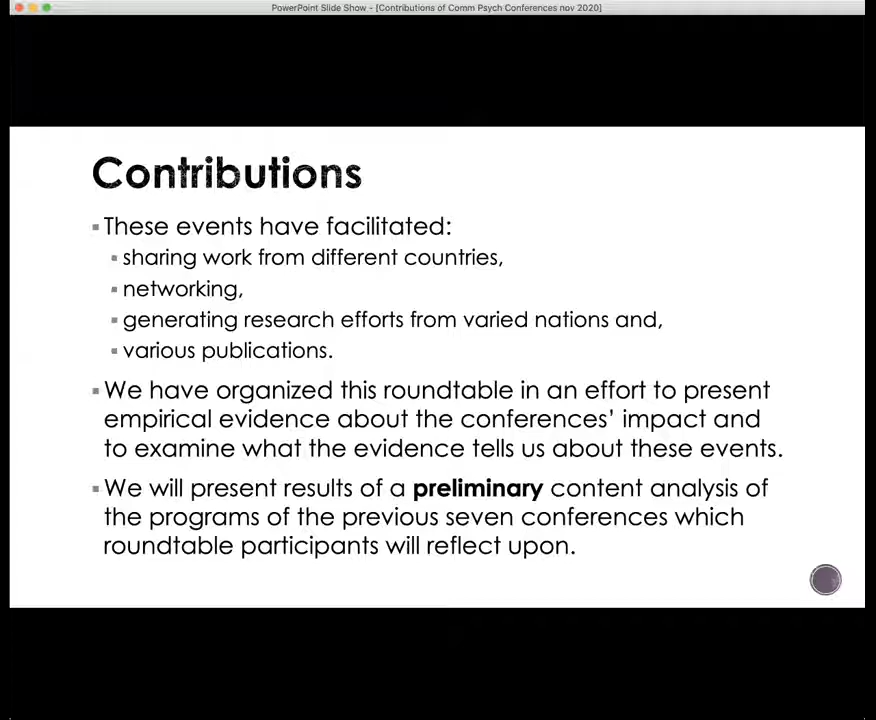 PowerPoint Slide Show - [Contributions of Comm Psych Conferences nov 2020]
Contributions
These events have facilitated:
sharing work from different countries,
networking,
generating research efforts from varied nations and,
various publications.
We have organized this roundtable in an effort to present
empirical evidence about the conferences’ impact and
to examine what the evidence tells us about these events.
We will present results of a preliminary content analysis of
the programs of the previous seven conferences which
roundtable participants will reflect upon.